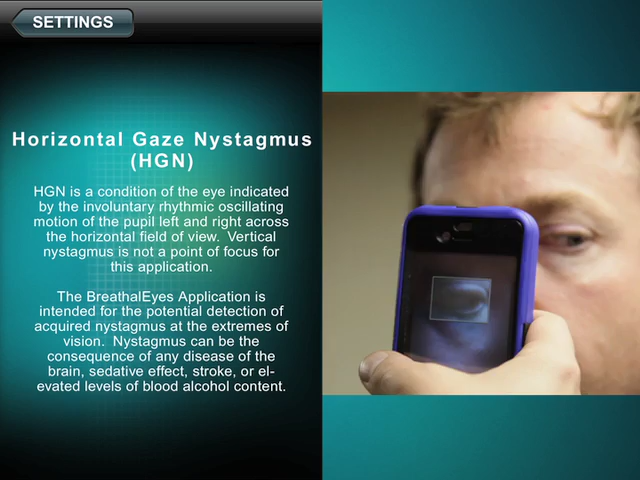 SETTINGS
Horizontal Gaze Nystagmus
(HGN)
HGN is a condition of the eye indicated
by the involuntary rhythmic oscillating
motion of the pupil left and right across
the horizontal field of view.  Vertical
nystagmus is not a point of focus for
this application.
The BreathalEyes Application is
intended for the potential detection of
acquired nystagmus at the extremes of
vision.  Nystagmus can be the
consequence of any disease of the
brain, sedative effect, stroke, or el-
evated levels of blood alcohol content.